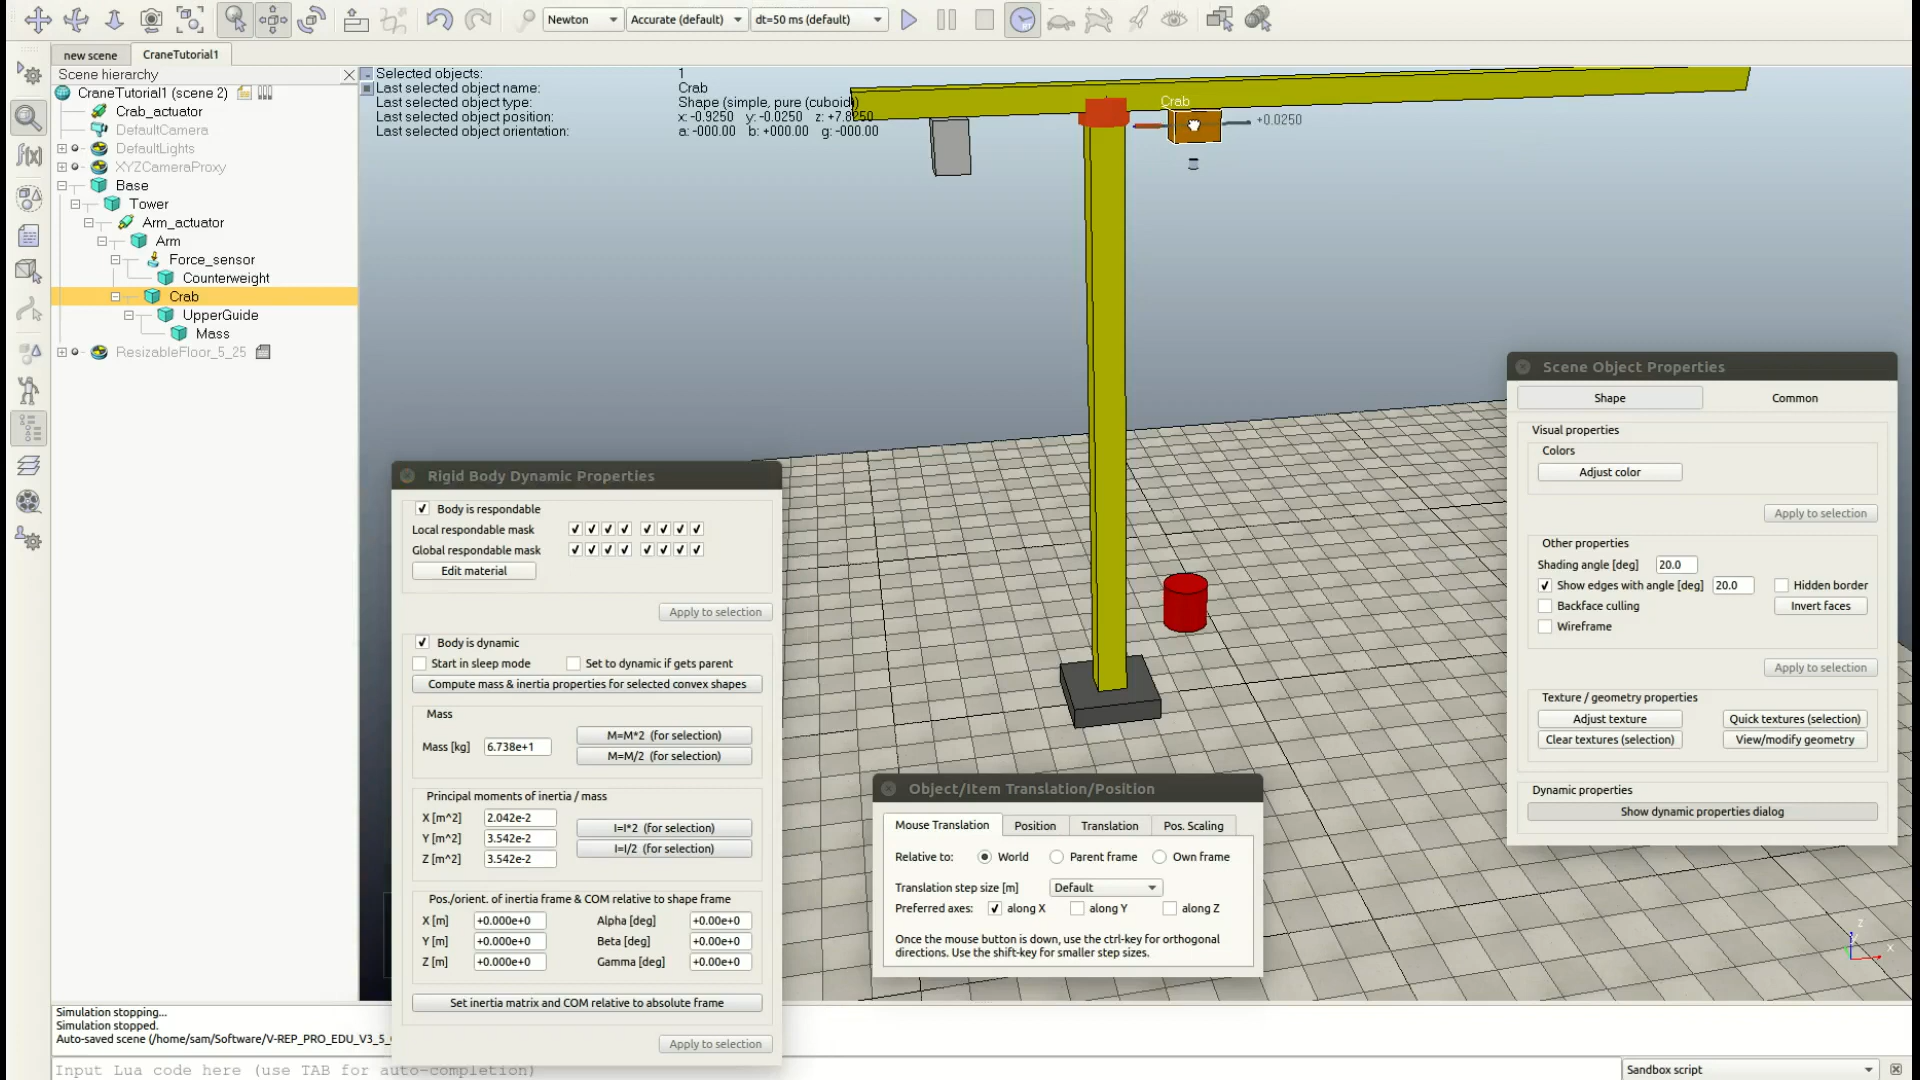 Newton
Accurate (default)
dt=50 ms (default)
new scene
CraneTutorial1
Scene hierarchy
CraneTutorial1 (scene 2)
Crab_actuator
DefaultCamera
DefaultLights
XYZCameraProxy
Base
Tower
Arm_actuator
Arm
Force_sensor
Counterweight
Crab
UpperGuide
Mass
ResizableFloor_5_25
Selected objects: 1
Last selected object name: Crab
Last selected object type: Shape (simple, pure (cuboid))
Last selected object position: x: -0.9250 y: -0.0250 z: +7.8250
Last selected object orientation: a: -000.00 b: +000.00 g: -000.00
Crab
+0.0250
Rigid Body Dynamic Properties
Body is respondable
Local respondable mask
Global respondable mask
Edit material
Apply to selection
Body is dynamic
Start in sleep mode
Set to dynamic if gets parent
Compute mass & inertia properties for selected convex shapes
Mass
Mass [kg] 6.738e+1
M=M*2 (for selection)
M=M/2 (for selection)
Principal moments of inertia / mass
X [m^2] 2.042e-2
Y [m^2] 3.542e-2
Z [m^2] 3.542e-2
I=I*2 (for selection)
I=I/2 (for selection)
Pos./orient. of inertia frame & COM relative to shape frame
X [m] +0.000e+0 Alpha [deg] +0.00e+0
Y [m] +0.000e+0 Beta [deg] +0.00e+0
Z [m] +0.000e+0 Gamma [deg] +0.00e+0
Set inertia matrix and COM relative to absolute frame
Apply to selection
Object/Item Translation/Position
Mouse Translation
Position
Translation
Pos. Scaling
Relative to: World Parent frame Own frame
Translation step size [m] Default
Preferred axes: along X along Y along Z
Once the mouse button is down, use the ctrl-key for orthogonal
directions. Use the shift-key for smaller step sizes.
Scene Object Properties
Shape
Common
Visual properties
Colors
Adjust color
Apply to selection
Other properties
Shading angle [deg] 20.0
Show edges with angle [deg] 20.0 Hidden border
Backface culling Invert faces
Wireframe
Apply to selection
Texture / geometry properties
Adjust texture Quick textures (selection)
Clear textures (selection) View/modify geometry
Dynamic properties
Show dynamic properties dialog
Simulation stopping...
Simulation stopped.
Auto-saved scene (/home/sam/Software/V-REP_PRO_EDU_V3_5_
Input Lua code here (use TAB for auto-completion)
Sandbox script